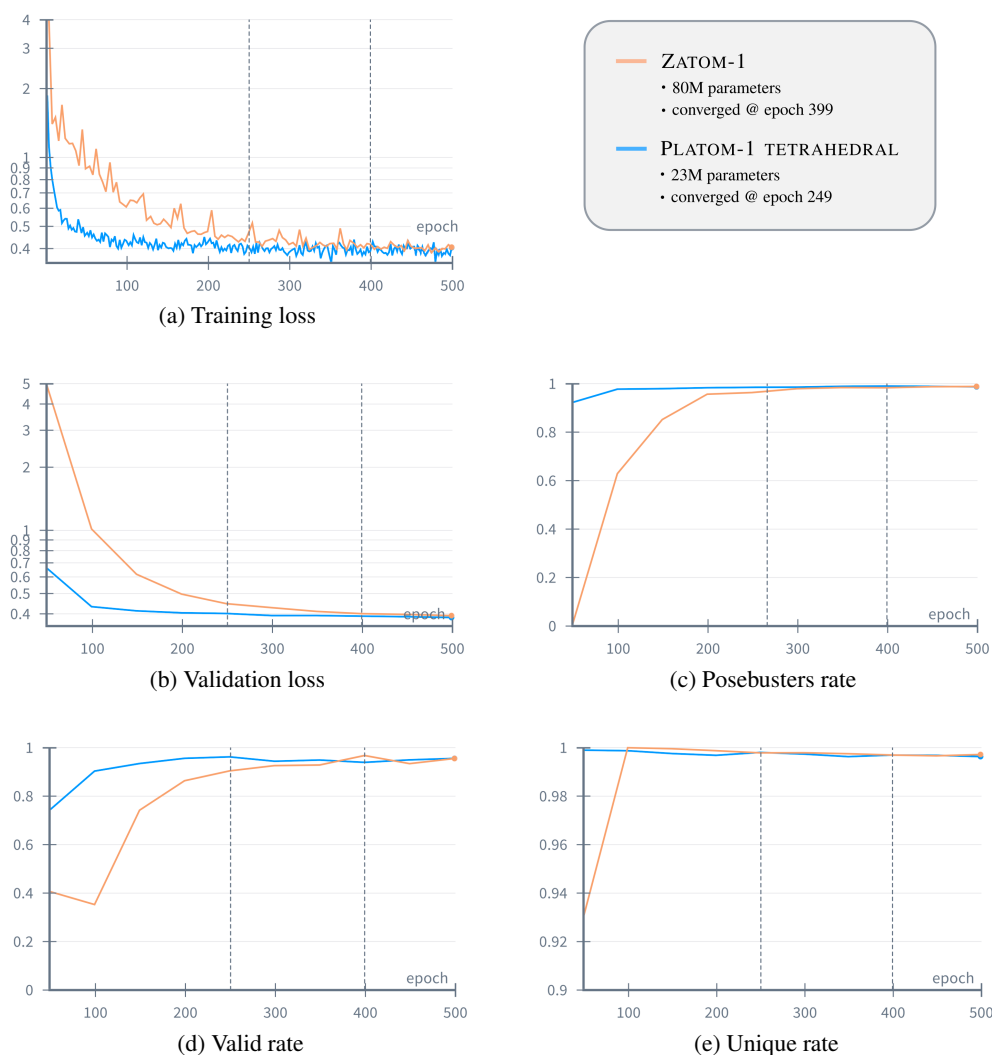 4
3
2
1
0.9
0.8
0.7
0.6
0.5
0.4
epoch
100 200 300 400 500
(a) Training loss
ZATOM-1
• 80M parameters
• converged @ epoch 399
PLATOM-1 TETRAHEDRAL
• 23M parameters
• converged @ epoch 249
5
4
3
2
1
0.9
0.8
0.7
0.6
0.5
0.4
epoch
100 200 300 400 500
(b) Validation loss
1
0.8
0.6
0.4
0.2
0
epoch
100 200 300 400 500
(c) Posebusters rate
1
0.8
0.6
0.4
0.2
0
epoch
100 200 300 400 500
(d) Valid rate
1
0.98
0.96
0.94
0.92
0.9
epoch
100 200 300 400 500
(e) Unique rate